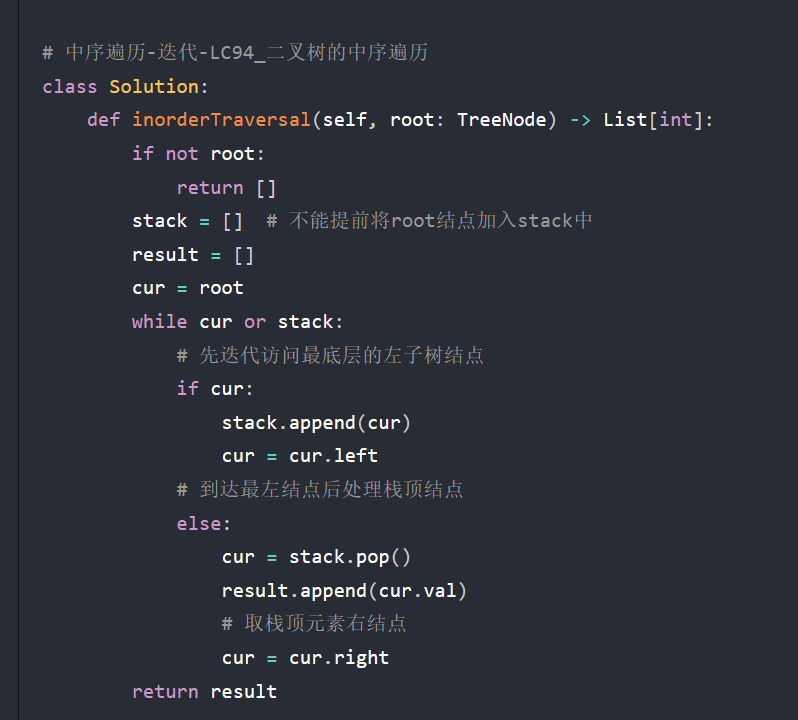 # 中序遍历-迭代-LC94_二叉树的中序遍历
class Solution:
    def inorderTraversal(self, root: TreeNode) -> List[int]:
        if not root:
            return []
        stack = []  # 不能提前将root结点加入stack中
        result = []
        cur = root
        while cur or stack:
            # 先迭代访问最底层的左子树结点
            if cur:
                stack.append(cur)
                cur = cur.left
            # 到达最左结点后处理栈顶结点
            else:
                cur = stack.pop()
                result.append(cur.val)
                # 取栈顶元素右结点
                cur = cur.right
        return result